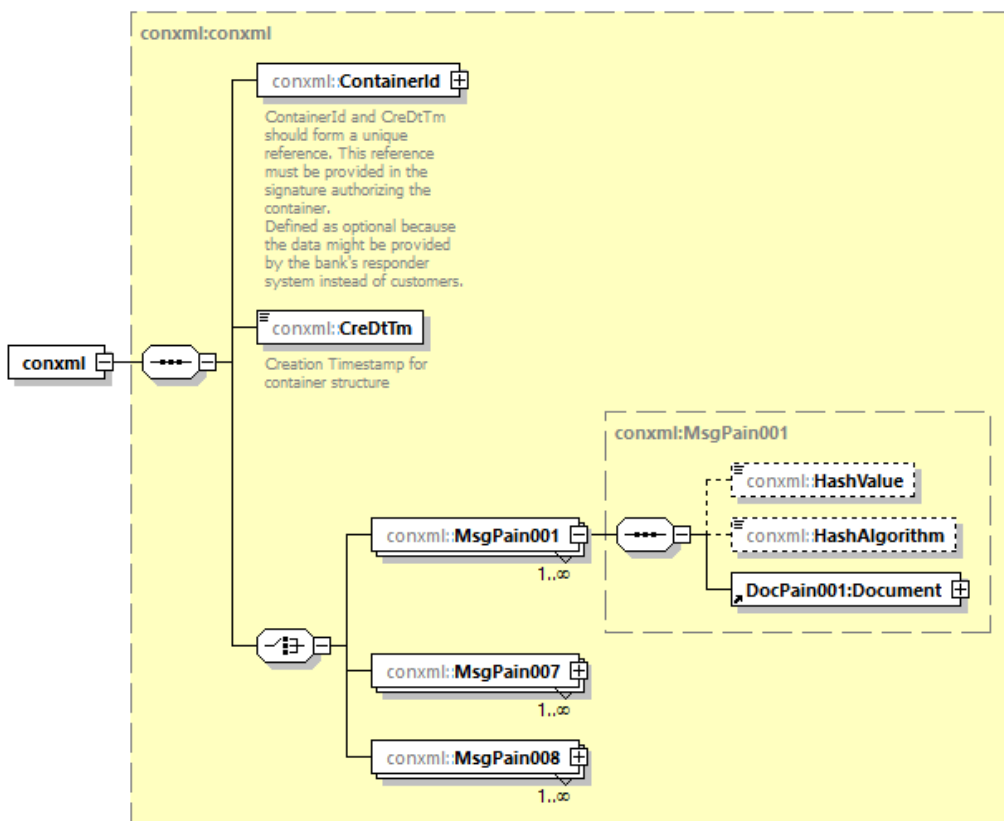 conxml:conxml
conxml::ContainerId
ContainerId and CreDtTm
should form a unique
reference. This reference
must be provided in the
signature authorizing the
container.
Defined as optional because
the data might be provided
by the bank's responder
system instead of customers.
conxml::CreDtTm
Creation Timestamp for
container structure
conxml
conxml:MsgPain001
conxml::HashValue
conxml::MsgPain001
1..∞
conxml::HashAlgorithm
DocPain001:Document
conxml::MsgPain007
1..∞
conxml::MsgPain008
1..∞